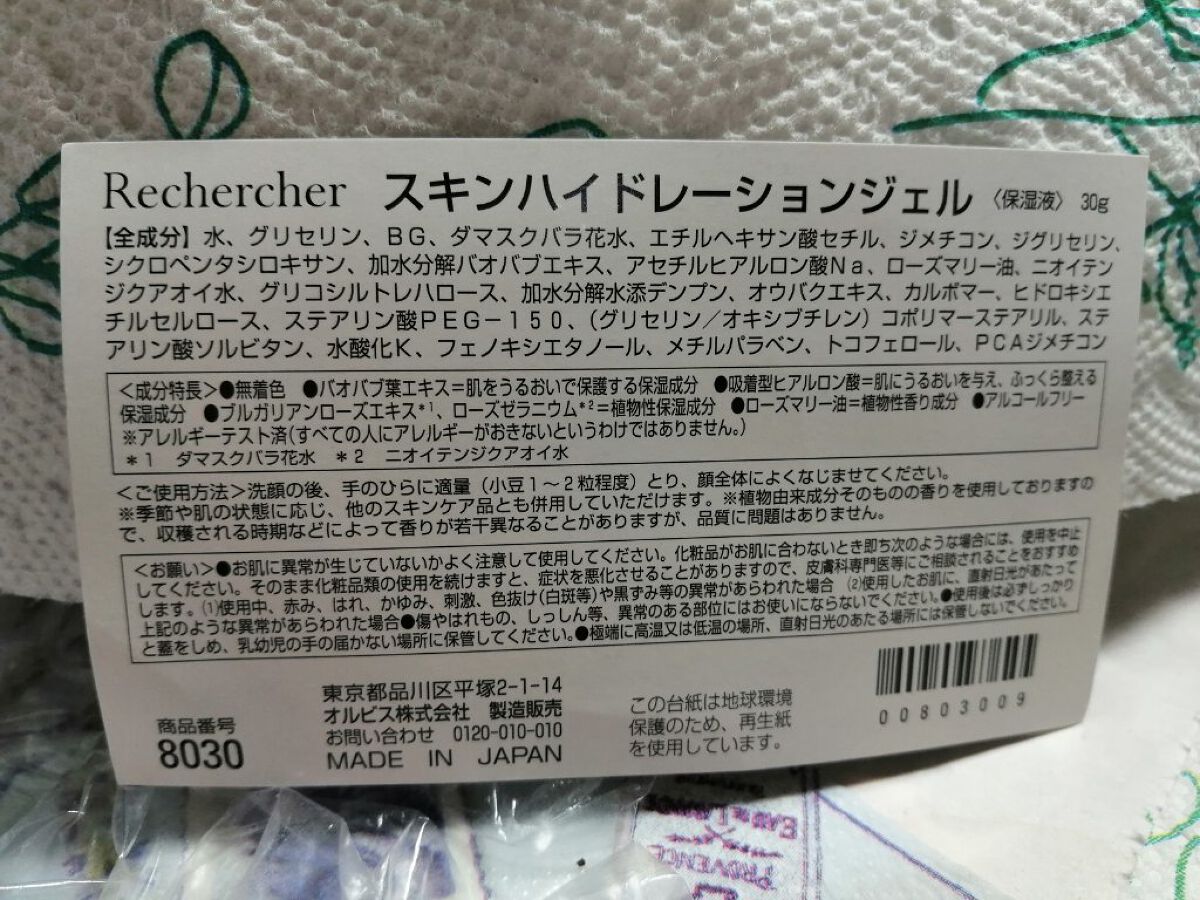 Rechercher スキンハイドレーションジェル 〈保湿液〉 30g
【全成分】水、グリセリン、BG、ダマスクバラ花水、エチルヘキサン酸セチル、ジメチコン、ジグリセリン、
シクロペンタシロキサン、加水分解バオバブエキス、アセチルヒアルロン酸Na、ローズマリー油、ニオイテン
ジクアオイ水、グリコシルトレハロース、加水分解水添デンプン、オウバクエキス、カルボマー、ヒドロキシエ
チルセルロース、ステアリン酸PEG-150、(グリセリン/オキシブチレン)コポリマーステアリル、ステ
アリン酸ソルビタン、水酸化K、フェノキシエタノール、メチルパラベン、トコフェロール、PCAジメチコン
<成分特長>●無着色 ●バオバブ葉エキス=肌をうるおいで保護する保湿成分 ●吸着型ヒアルロン酸=肌にうるおいを与え、ふっくら整える
保湿成分 ●ブルガリアンローズエキス*1、ローズゼラニウム*2=植物性保湿成分 ●ローズマリー油=植物性香り成分 ●アルコールフリー
※アレルギーテスト済(すべての人にアレルギーがおきないというわけではありません。)
*1 ダマスクバラ花水 *2 ニオイテンジクアオイ水
<ご使用方法>洗顔の後、手のひらに適量(小豆1〜2粒程度)とり、顔全体によくなじませてください。
※季節や肌の状態に応じ、他のスキンケア品とも併用していただけます。※植物由来成分そのものの香りを使用しておりますの
で、収穫される時期などによって香りが若干異なることがありますが、品質に問題はありません。
<お願い>●お肌に異常が生じていないかよく注意して使用してください。化粧品がお肌に合わないとき即ち次のような場合には、使用を中止
してください。そのまま化粧品類の使用を続けますと、症状を悪化させることがありますので、皮膚科専門医等にご相談されることをおすすめ
します。(1)使用中、赤み、はれ、かゆみ、刺激、色抜け(白斑等)や黒ずみ等の異常があらわれた場合 (2)使用したお肌に、直射日光があたって
上記のような異常があらわれた場合●傷やはれもの、しっしん等、異常のある部位にはお使いにならないでください。●使用後は必ずしっかり
と蓋をしめ、乳幼児の手の届かない場所に保管してください。●極端に高温又は低温の場所、直射日光のあたる場所には保管しないでください。
商品番号
8030
東京都品川区平塚2-1-14
オルビス株式会社 製造販売
お問い合わせ 0120-010-010
MADE IN JAPAN
この台紙は地球環境
保護のため、再生紙
を使用しています。
00803009
PROVENCE